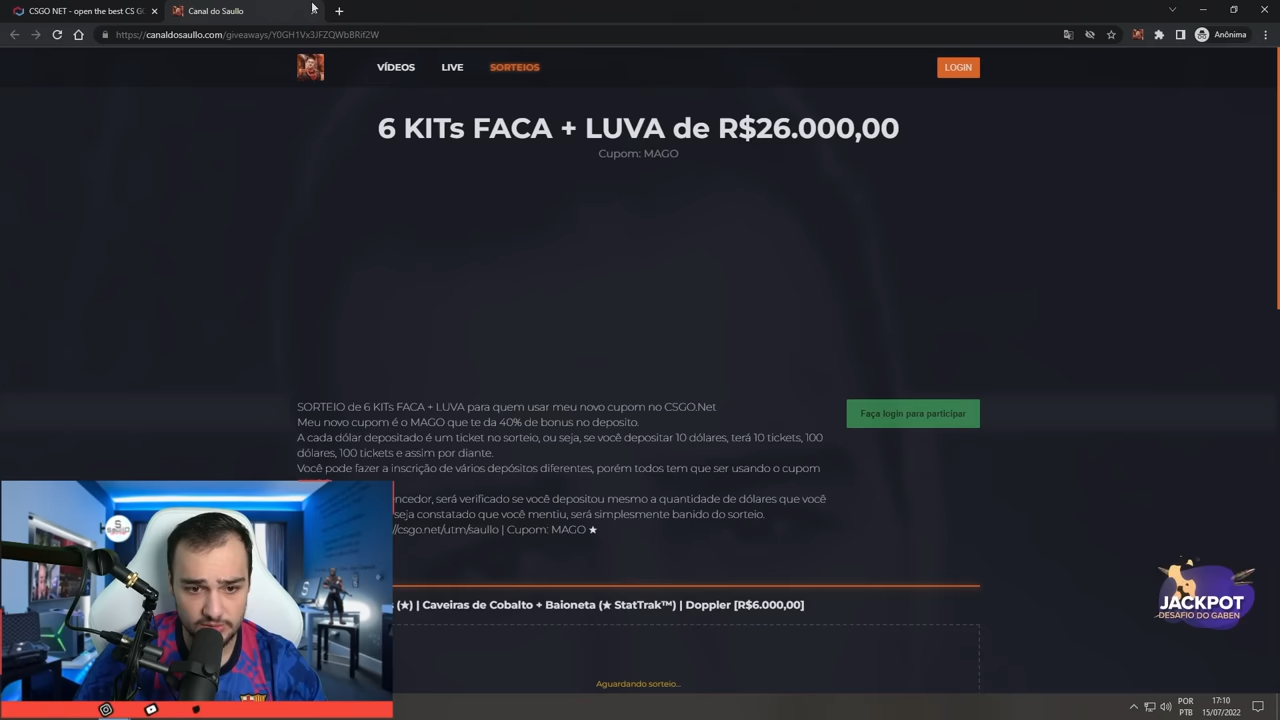 CSGO NET - open the best CS G
Canal do Saullo
https://canaldosaullo.com/giveaways/Y0GH1Vx3JFZQWbBRif2W
Anônima
VÍDEOS
LIVE
SORTEIOS
LOGIN
6 KITs FACA + LUVA de R$26.000,00
Cupom: MAGO
SORTEIO de 6 KITs FACA + LUVA para quem usar meu novo cupom no CSGO.Net
Meu novo cupom é o MAGO que te da 40% de bonus no deposito.
A cada dólar depositado é um ticket no sorteio, ou seja, se você depositar 10 dólares, terá 10 tickets, 100
dólares, 100 tickets e assim por diante.
Você pode fazer a inscrição de vários depósitos diferentes, porém todos tem que ser usando o cupom
será verificado se você depositou mesmo a quantidade de dólares que você
seja constatado que você mentiu, será simplesmente banido do sorteio.
//csgo.net/utm/saullo | Cupom: MAGO ★
Faça login para participar
(★) | Caveiras de Cobalto + Baioneta (★ StatTrak™) | Doppler [R$6.000,00]
Aguardando sorteio...
JACKPOT
DESAFIO DO GABEN
POR
PTB
17:10
15/07/2022